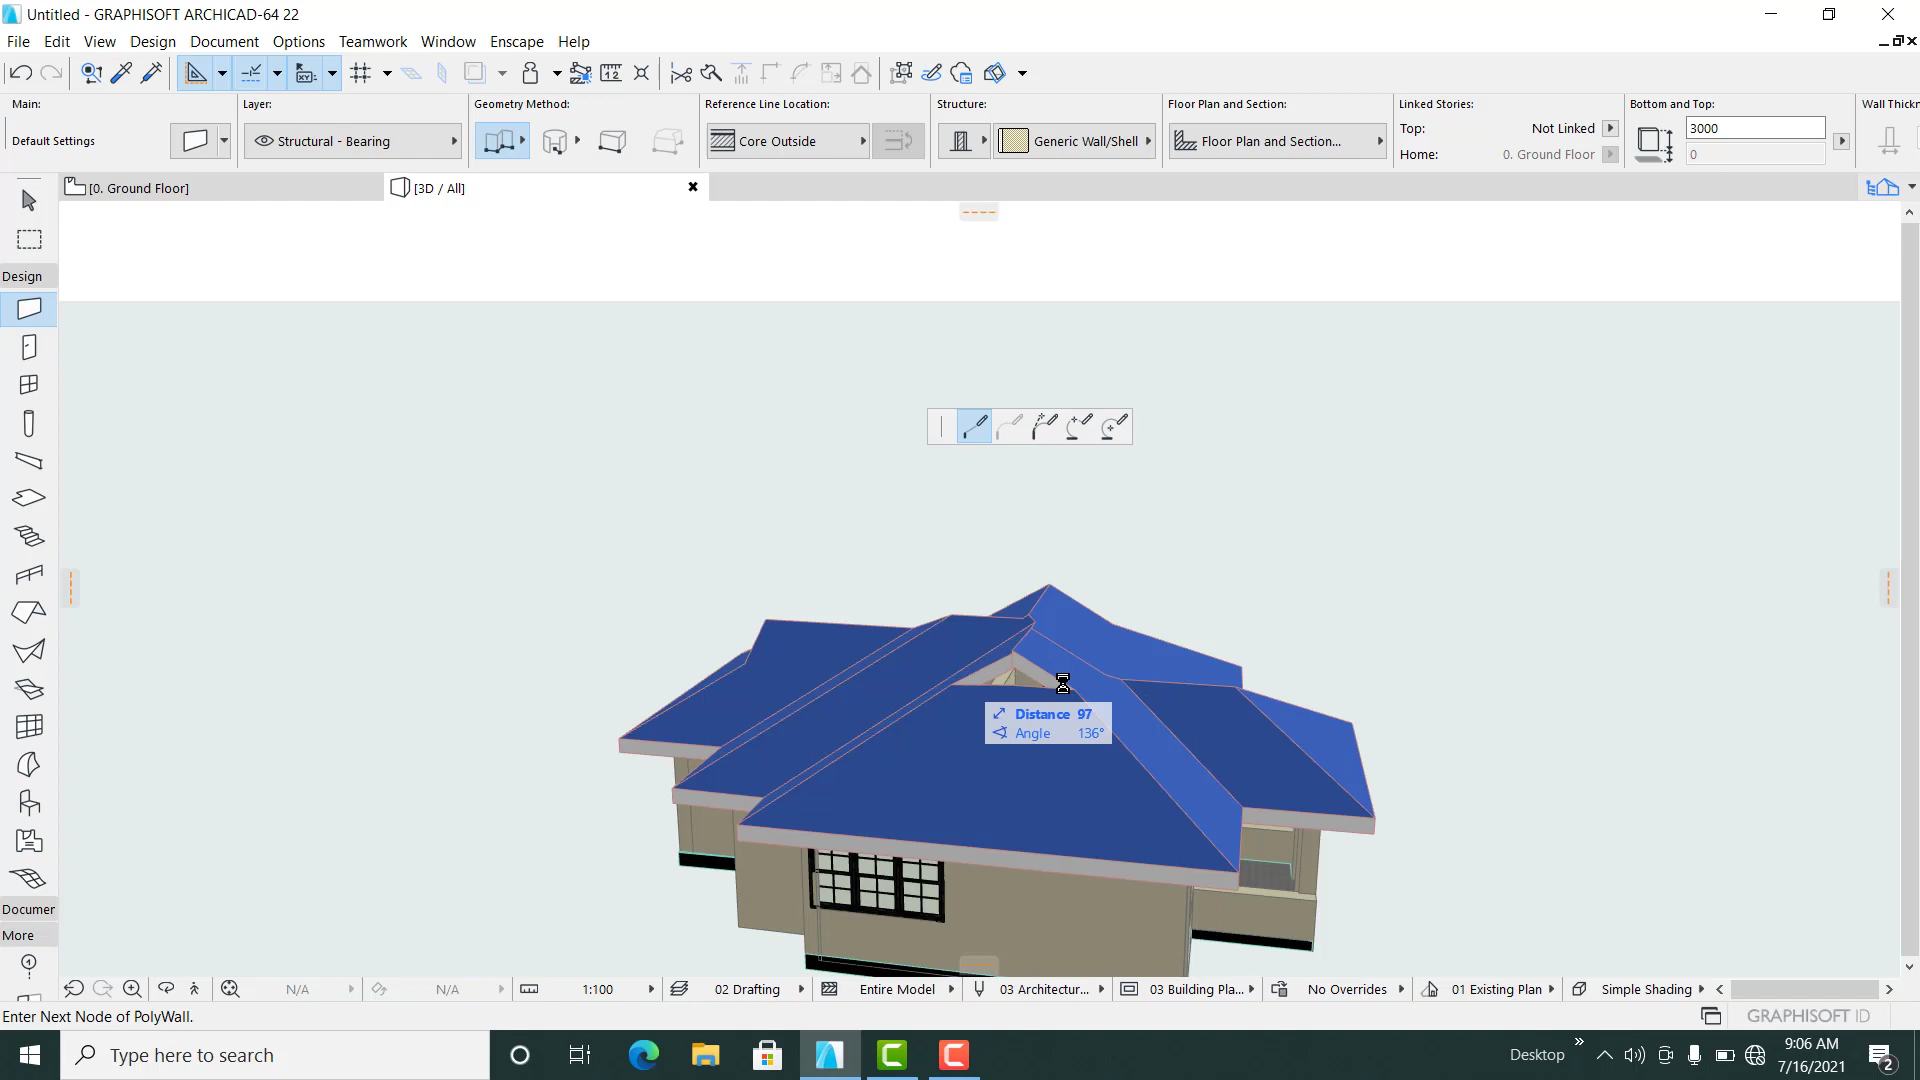 Untitled - GRAPHISOFT ARCHICAD-64 22
File Edit View Design Document Options Teamwork Window Enscape Help
Main: Layer: Geometry Method: Reference Line Location: Structure: Floor Plan and Section: Linked Stories: Bottom and Top: Wall Thickn
Top: Not Linked 3000
Default Settings Structural - Bearing Core Outside Generic Wall/Shell Floor Plan and Section...
Home: 0. Ground Floor 0
[0. Ground Floor] [3D / All]
Design
Distance 97
Angle 136°
Documer
More
N/A N/A 1:100 02 Drafting Entire Model 03 Architectur... 03 Building Pla... No Overrides 01 Existing Plan Simple Shading
Enter Next Node of PolyWall. GRAPHISOFT ID
Type here to search
Desktop
9:06 AM
7/16/2021
2